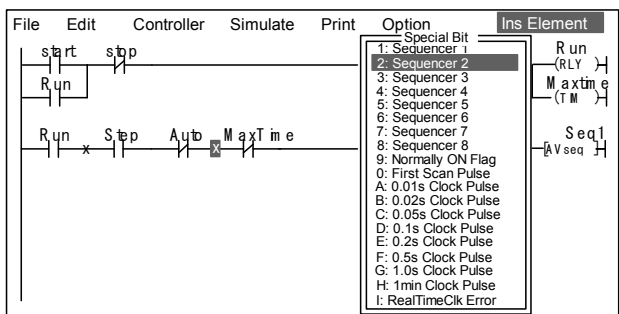 File Edit Controller Simulate Print Option Ins Element
Special Bit
start stop
Run
Run Step Auto MaxTime
x x
1: Sequencer 1
2: Sequencer 2
3: Sequencer 3
4: Sequencer 4
5: Sequencer 5
6: Sequencer 6
7: Sequencer 7
8: Sequencer 8
9: Normally ON Flag
0: First Scan Pulse
A: 0.01s Clock Pulse
B: 0.02s Clock Pulse
C: 0.05s Clock Pulse
D: 0.1s Clock Pulse
E: 0.2s Clock Pulse
F: 0.5s Clock Pulse
G: 1.0s Clock Pulse
H: 1min Clock Pulse
I: RealTimeClk Error
Run
(RLY )
Maxtime
(TM )
Seq1
[AVseq ]